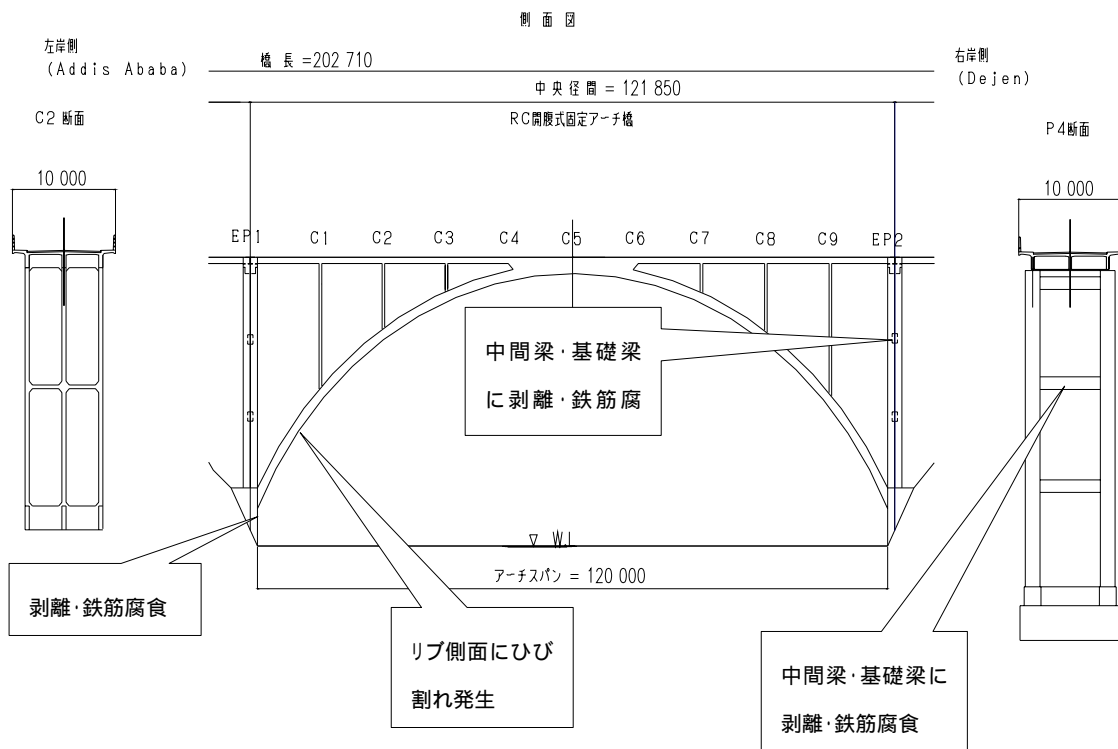 側面図
左岸側
(Addis Ababa)
橋長 =202 710
右岸側
(Dejen)
中央径間 = 121 850
C2 断面
RC開腹式固定アーチ橋
P4断面
10 000
10 000
EP1 C1 C2 C3 C4 C5 C6 C7 C8 C9 EP2
中間梁・基礎梁
に剥離・鉄筋腐
▽ W.L
アーチスパン = 120 000
剥離・鉄筋腐食
リブ側面にひび
割れ発生
中間梁・基礎梁に
剥離・鉄筋腐食